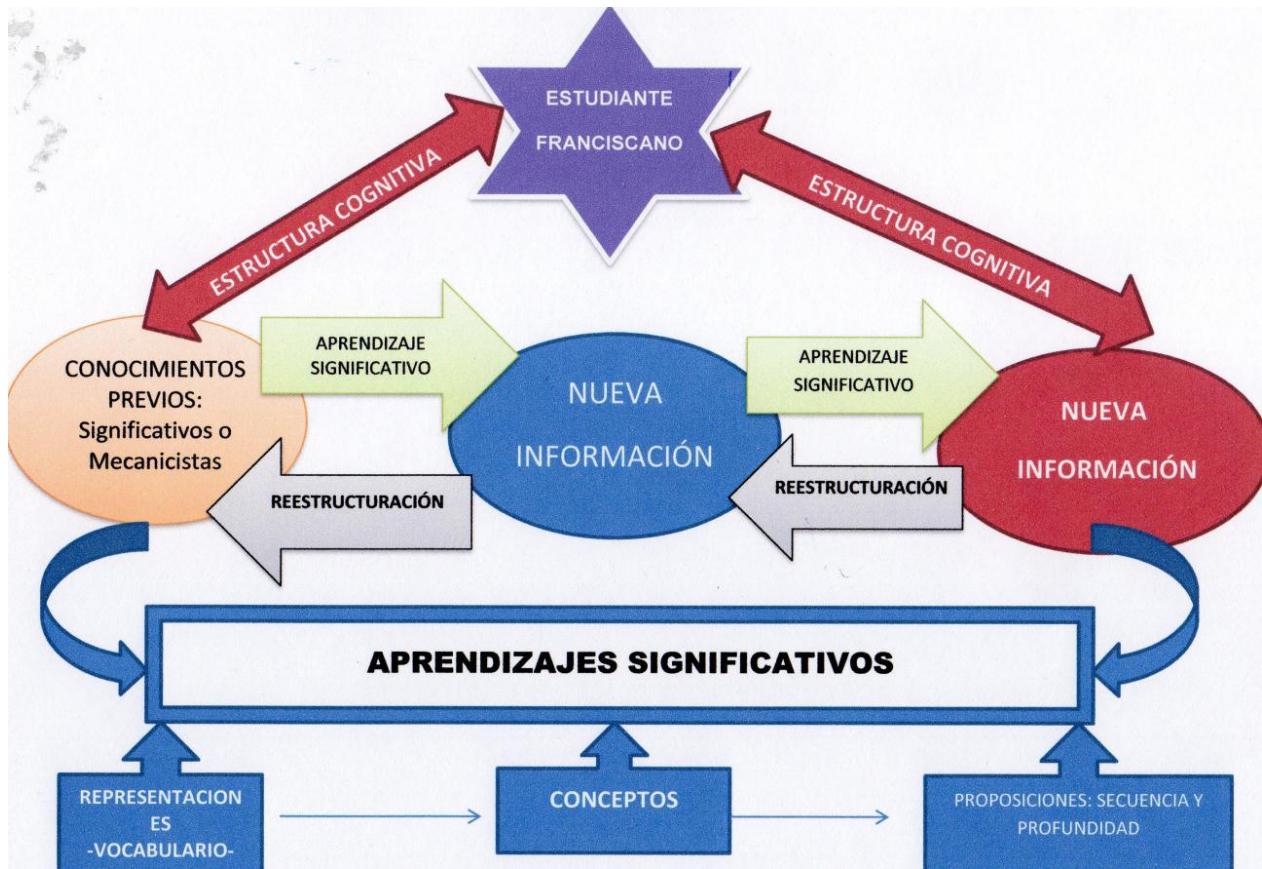 ESTUDIANTE
FRANCISCANO
ESTRUCTURA COGNITIVA
ESTRUCTURA COGNITIVA
CONOCIMIENTOS
PREVIOS:
Significativos o
Mecanicistas
APRENDIZAJE
SIGNIFICATIVO
NUEVA
INFORMACIÓN
APRENDIZAJE
SIGNIFICATIVO
NUEVA
INFORMACIÓN
REESTRUCTURACIÓN
REESTRUCTURACIÓN
APRENDIZAJES SIGNIFICATIVOS
REPRESENTACION
ES
-VOCABULARIO-
CONCEPTOS
PROPOSICIONES: SECUENCIA Y
PROFUNDIDAD